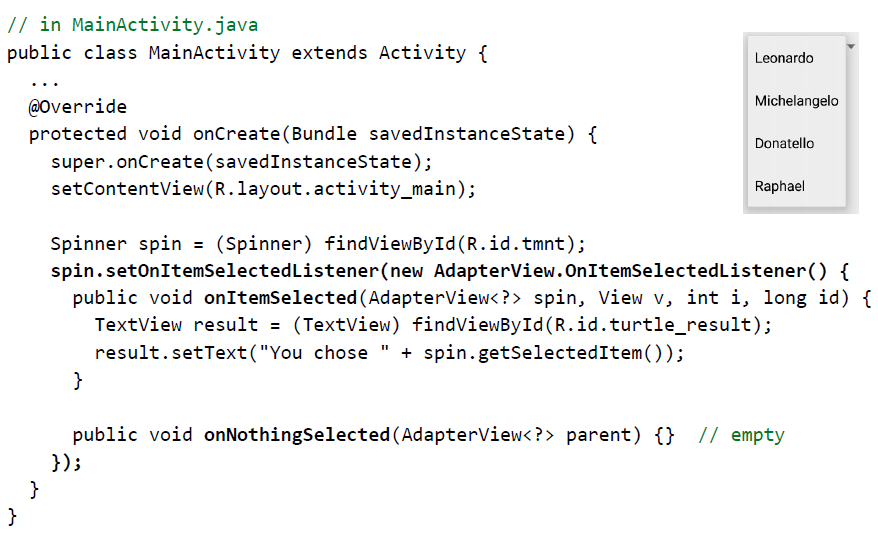 // in MainActivity.java
public class MainActivity extends Activity {
  ...
  @Override
  protected void onCreate(Bundle savedInstanceState) {
    super.onCreate(savedInstanceState);
    setContentView(R.layout.activity_main);

    Spinner spin = (Spinner) findViewById(R.id.tmnt);
    spin.setOnItemSelectedListener(new AdapterView.OnItemSelectedListener() {
      public void onItemSelected(AdapterView<?> spin, View v, int i, long id) {
        TextView result = (TextView) findViewById(R.id.turtle_result);
        result.setText("You chose " + spin.getSelectedItem());
      }

      public void onNothingSelected(AdapterView<?> parent) {}  // empty
    });
  }
}
Leonardo
Michelangelo
Donatello
Raphael